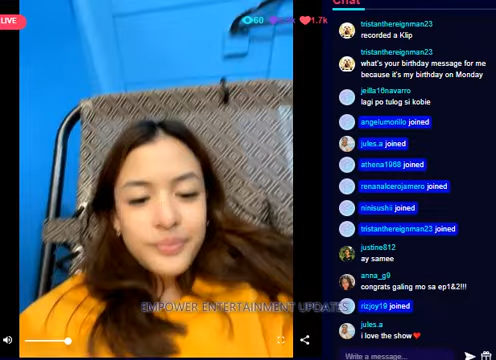 LIVE
60
1.7k
Chat
tristanthereignman23
recorded a Klip
tristanthereignman23
what's your birthday message for me
because it's my birthday on Monday
jeilla16navarro
lagi po tulog si kobie
angelumorillo joined
jules.a joined
athena1968 joined
renanalcerojamero joined
ninisushii joined
tristanthereignman23 joined
justine812
ay samee
anna_g9
congrats galing mo sa ep1&2!!!
EMPOWER ENTERTAINMENT UPDATES
rizjoy19 joined
jules.a
i love the show
Write a message...